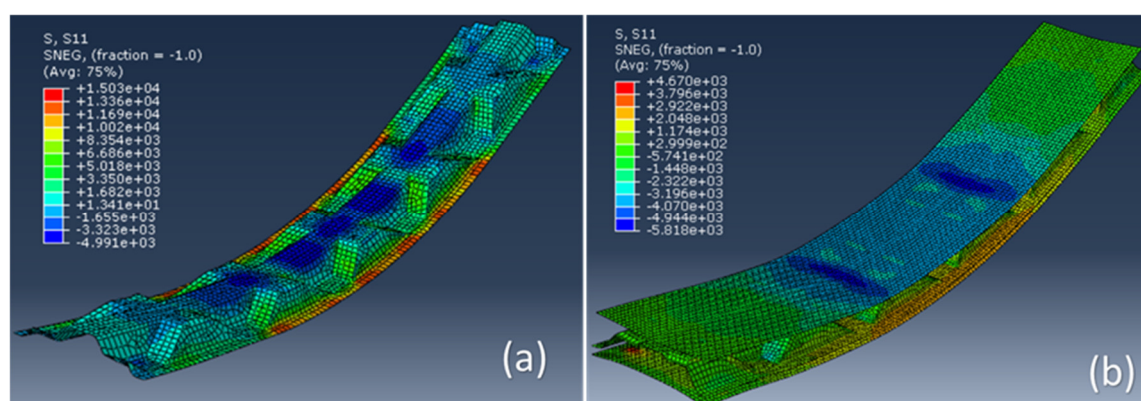 S, S11
SNEG, (fraction = -1.0)
(Avg: 75%)
+1.503e+04
+1.336e+04
+1.169e+04
+1.002e+04
+8.354e+03
+6.686e+03
+5.018e+03
+3.350e+03
+1.682e+03
+1.341e+01
-1.655e+03
-3.323e+03
-4.991e+03
(a)
S, S11
SNEG, (fraction = -1.0)
(Avg: 75%)
+4.670e+03
+3.796e+03
+2.922e+03
+2.048e+03
+1.174e+03
+2.999e+02
-5.741e+02
-1.448e+03
-2.322e+03
-3.196e+03
-4.070e+03
-4.944e+03
-5.818e+03
(b)